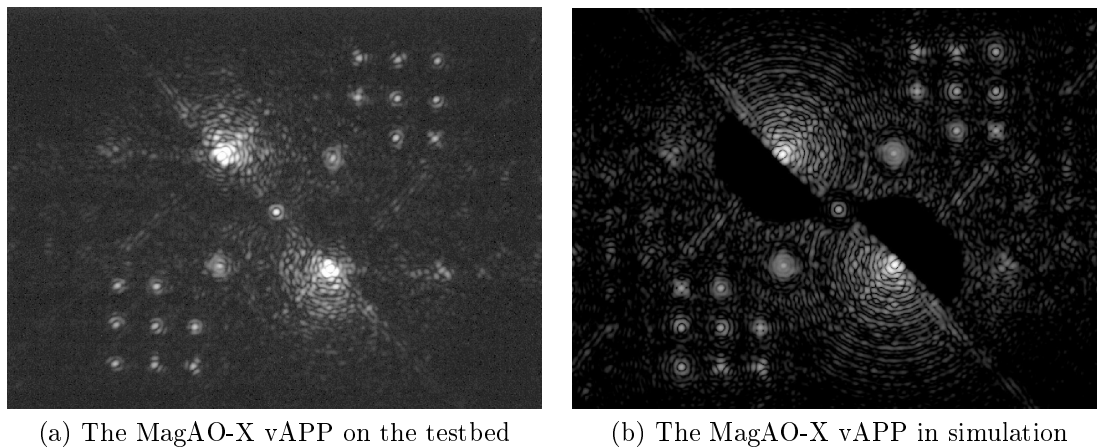 (a) The MagAO-X vAPP on the testbed
(b) The MagAO-X vAPP in simulation